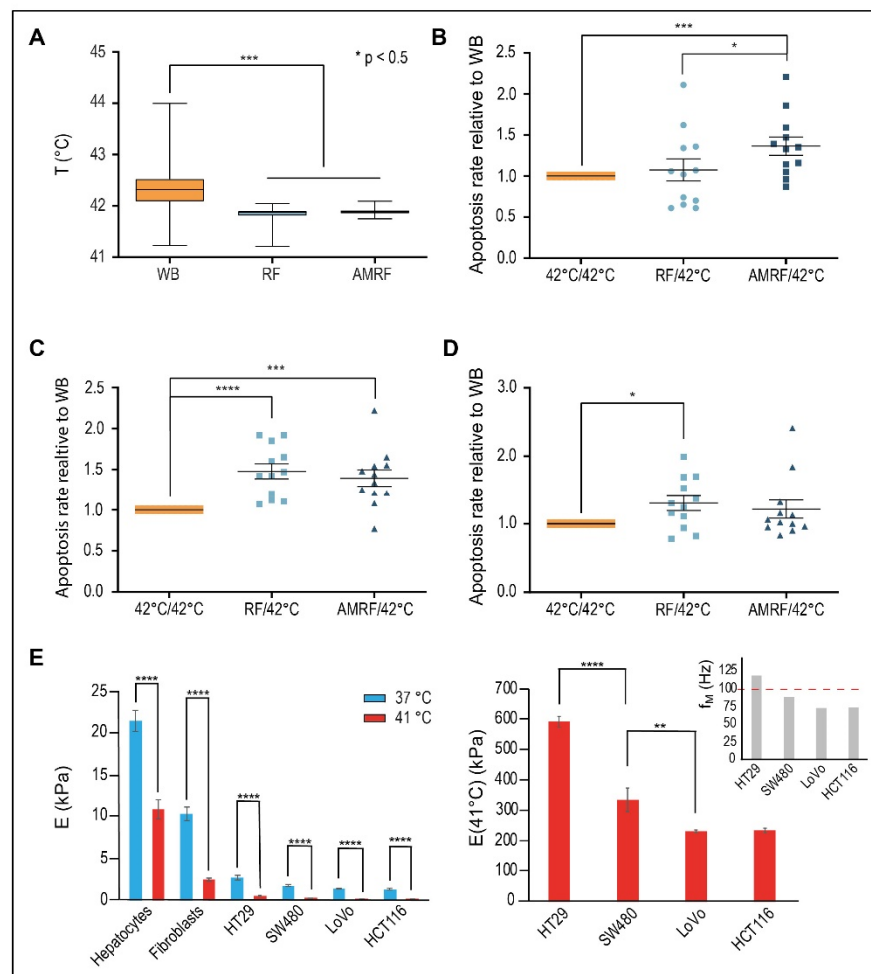 A
T (°C)
45
44
43
42
41
***
* p < 0.5
WB RF AMRF
B
Apoptosis rate relative to WB
2.5
2.0
1.5
1.0
0.5
0.0
***
*
42°C/42°C RF/42°C AMRF/42°C
C
Apoptosis rate realtive to WB
2.5
2.0
1.5
1.0
0.5
0.0
***
****
42°C/42°C RF/42°C AMRF/42°C
D
Apoptosis rate relative to WB
3.0
2.0
1.0
0.0
*
42°C/42°C RF/42°C AMRF/42°C
E
E (kPa)
25
20
15
10
5
0
**** **** **** **** **** ****
37 °C
41 °C
Hepatocytes Fibroblasts HT29 SW480 LoVo HCT116
E(41°C) (kPa)
700
600
500
400
300
200
100
0
****
**
HT29 SW480 LoVo HCT116
f_M (Hz)
125
100
75
50
25
0
HT29 SW480 LoVo HCT116